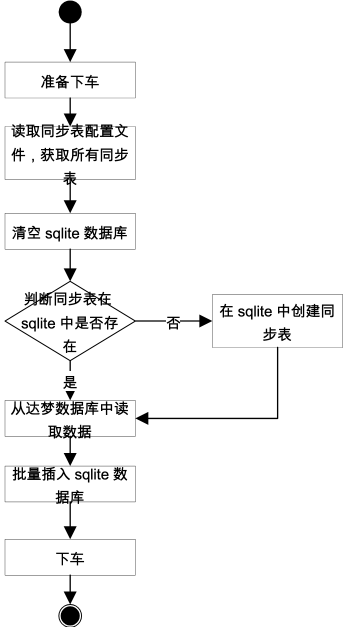 准备下车
读取同步表配置文
件，获取所有同步
表
清空 sqlite 数据库
判断同步表在
sqlite 中是否存
在
否
在 sqlite 中创建同
步表
是
从达梦数据库中读
取数据
批量插入 sqlite 数
据库
下车